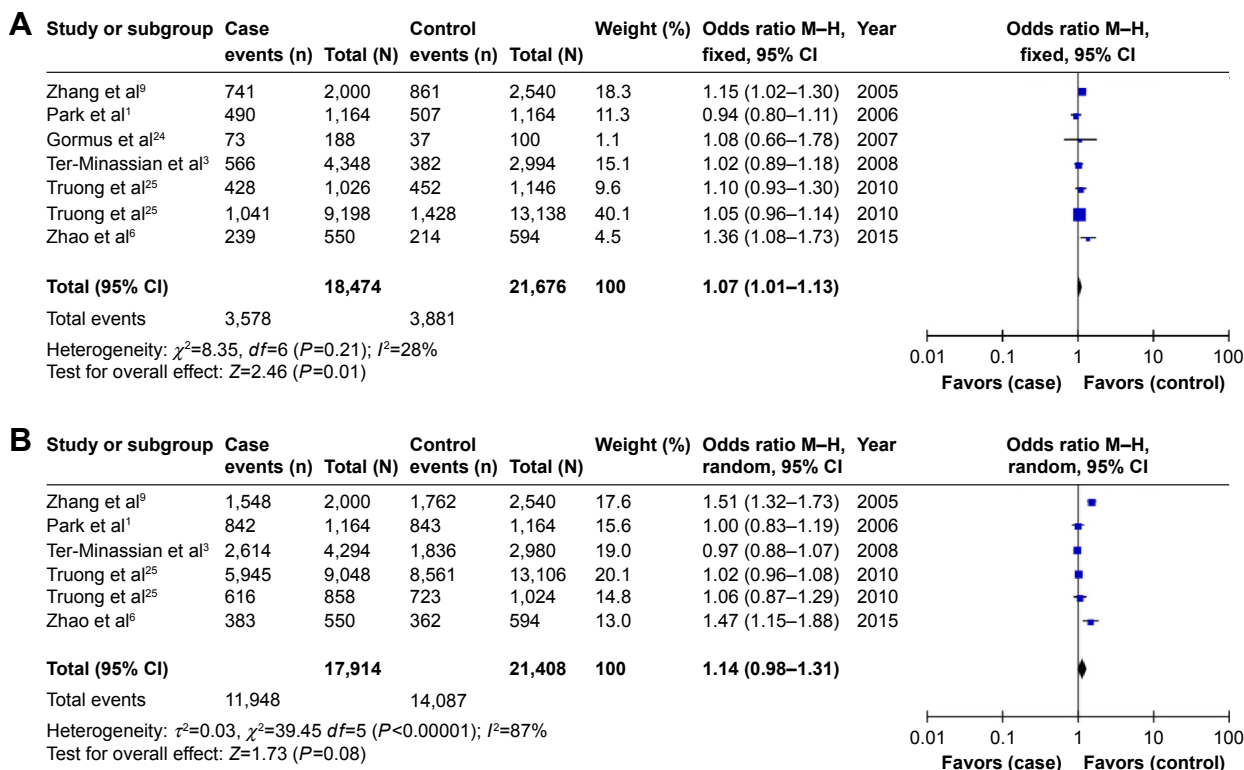 A Study or subgroup Case Control Weight (%) Odds ratio M–H, Year Odds ratio M–H,
events (n) Total (N) events (n) Total (N) fixed, 95% CI fixed, 95% CI
Zhang et al⁹ 741 2,000 861 2,540 18.3 1.15 (1.02–1.30) 2005
Park et al¹ 490 1,164 507 1,164 11.3 0.94 (0.80–1.11) 2006
Gormus et al²⁴ 73 188 37 100 1.1 1.08 (0.66–1.78) 2007
Ter-Minassian et al³ 566 4,348 382 2,994 15.1 1.02 (0.89–1.18) 2008
Truong et al²⁵ 428 1,026 452 1,146 9.6 1.10 (0.93–1.30) 2010
Truong et al²⁵ 1,041 9,198 1,428 13,138 40.1 1.05 (0.96–1.14) 2010
Zhao et al⁶ 239 550 214 594 4.5 1.36 (1.08–1.73) 2015
Total (95% CI) 18,474 21,676 100 1.07 (1.01–1.13)
Total events 3,578 3,881
Heterogeneity: χ²=8.35, df=6 (P=0.21); I²=28%
Test for overall effect: Z=2.46 (P=0.01)
0.01 0.1 1 10 100
Favors (case) Favors (control)
B Study or subgroup Case Control Weight (%) Odds ratio M–H, Year Odds ratio M–H,
events (n) Total (N) events (n) Total (N) random, 95% CI random, 95% CI
Zhang et al⁹ 1,548 2,000 1,762 2,540 17.6 1.51 (1.32–1.73) 2005
Park et al¹ 842 1,164 843 1,164 15.6 1.00 (0.83–1.19) 2006
Ter-Minassian et al³ 2,614 4,294 1,836 2,980 19.0 0.97 (0.88–1.07) 2008
Truong et al²⁵ 5,945 9,048 8,561 13,106 20.1 1.02 (0.96–1.08) 2010
Truong et al²⁵ 616 858 723 1,024 14.8 1.06 (0.87–1.29) 2010
Zhao et al⁶ 383 550 362 594 13.0 1.47 (1.15–1.88) 2015
Total (95% CI) 17,914 21,408 100 1.14 (0.98–1.31)
Total events 11,948 14,087
Heterogeneity: τ²=0.03, χ²=39.45 df=5 (P<0.00001); I²=87%
Test for overall effect: Z=1.73 (P=0.08)
0.01 0.1 1 10 100
Favors (case) Favors (control)